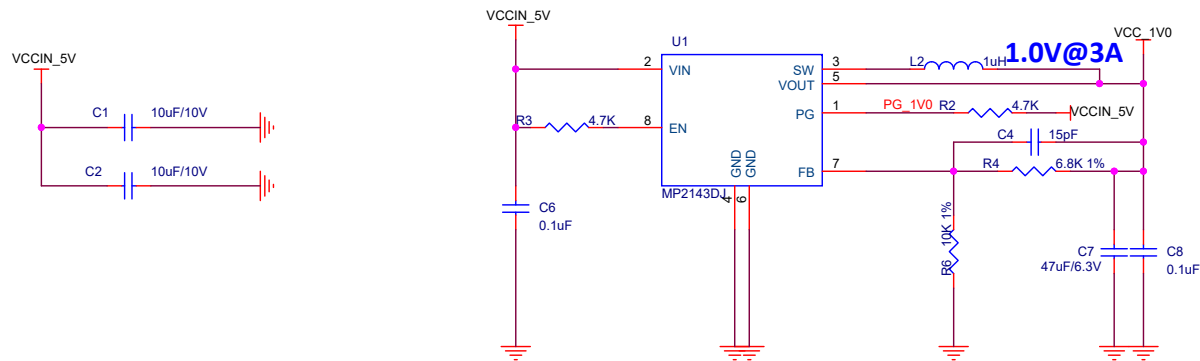 VCCIN_5V
C1
10uF/10V
C2
10uF/10V
VCCIN_5V
U1
VCC_1V0
1.0V@3A
2
VIN
SW
3
L2
1uH
VOUT
5
PG
1
PG_1V0
R2
4.7K
VCCIN_5V
R3
4.7K
8
EN
C4
15pF
GND
GND
FB
7
R4
6.8K 1%
MP2143DJ
4
6
C6
0.1uF
R6
10K 1%
C7
47uF/6.3V
C8
0.1uF